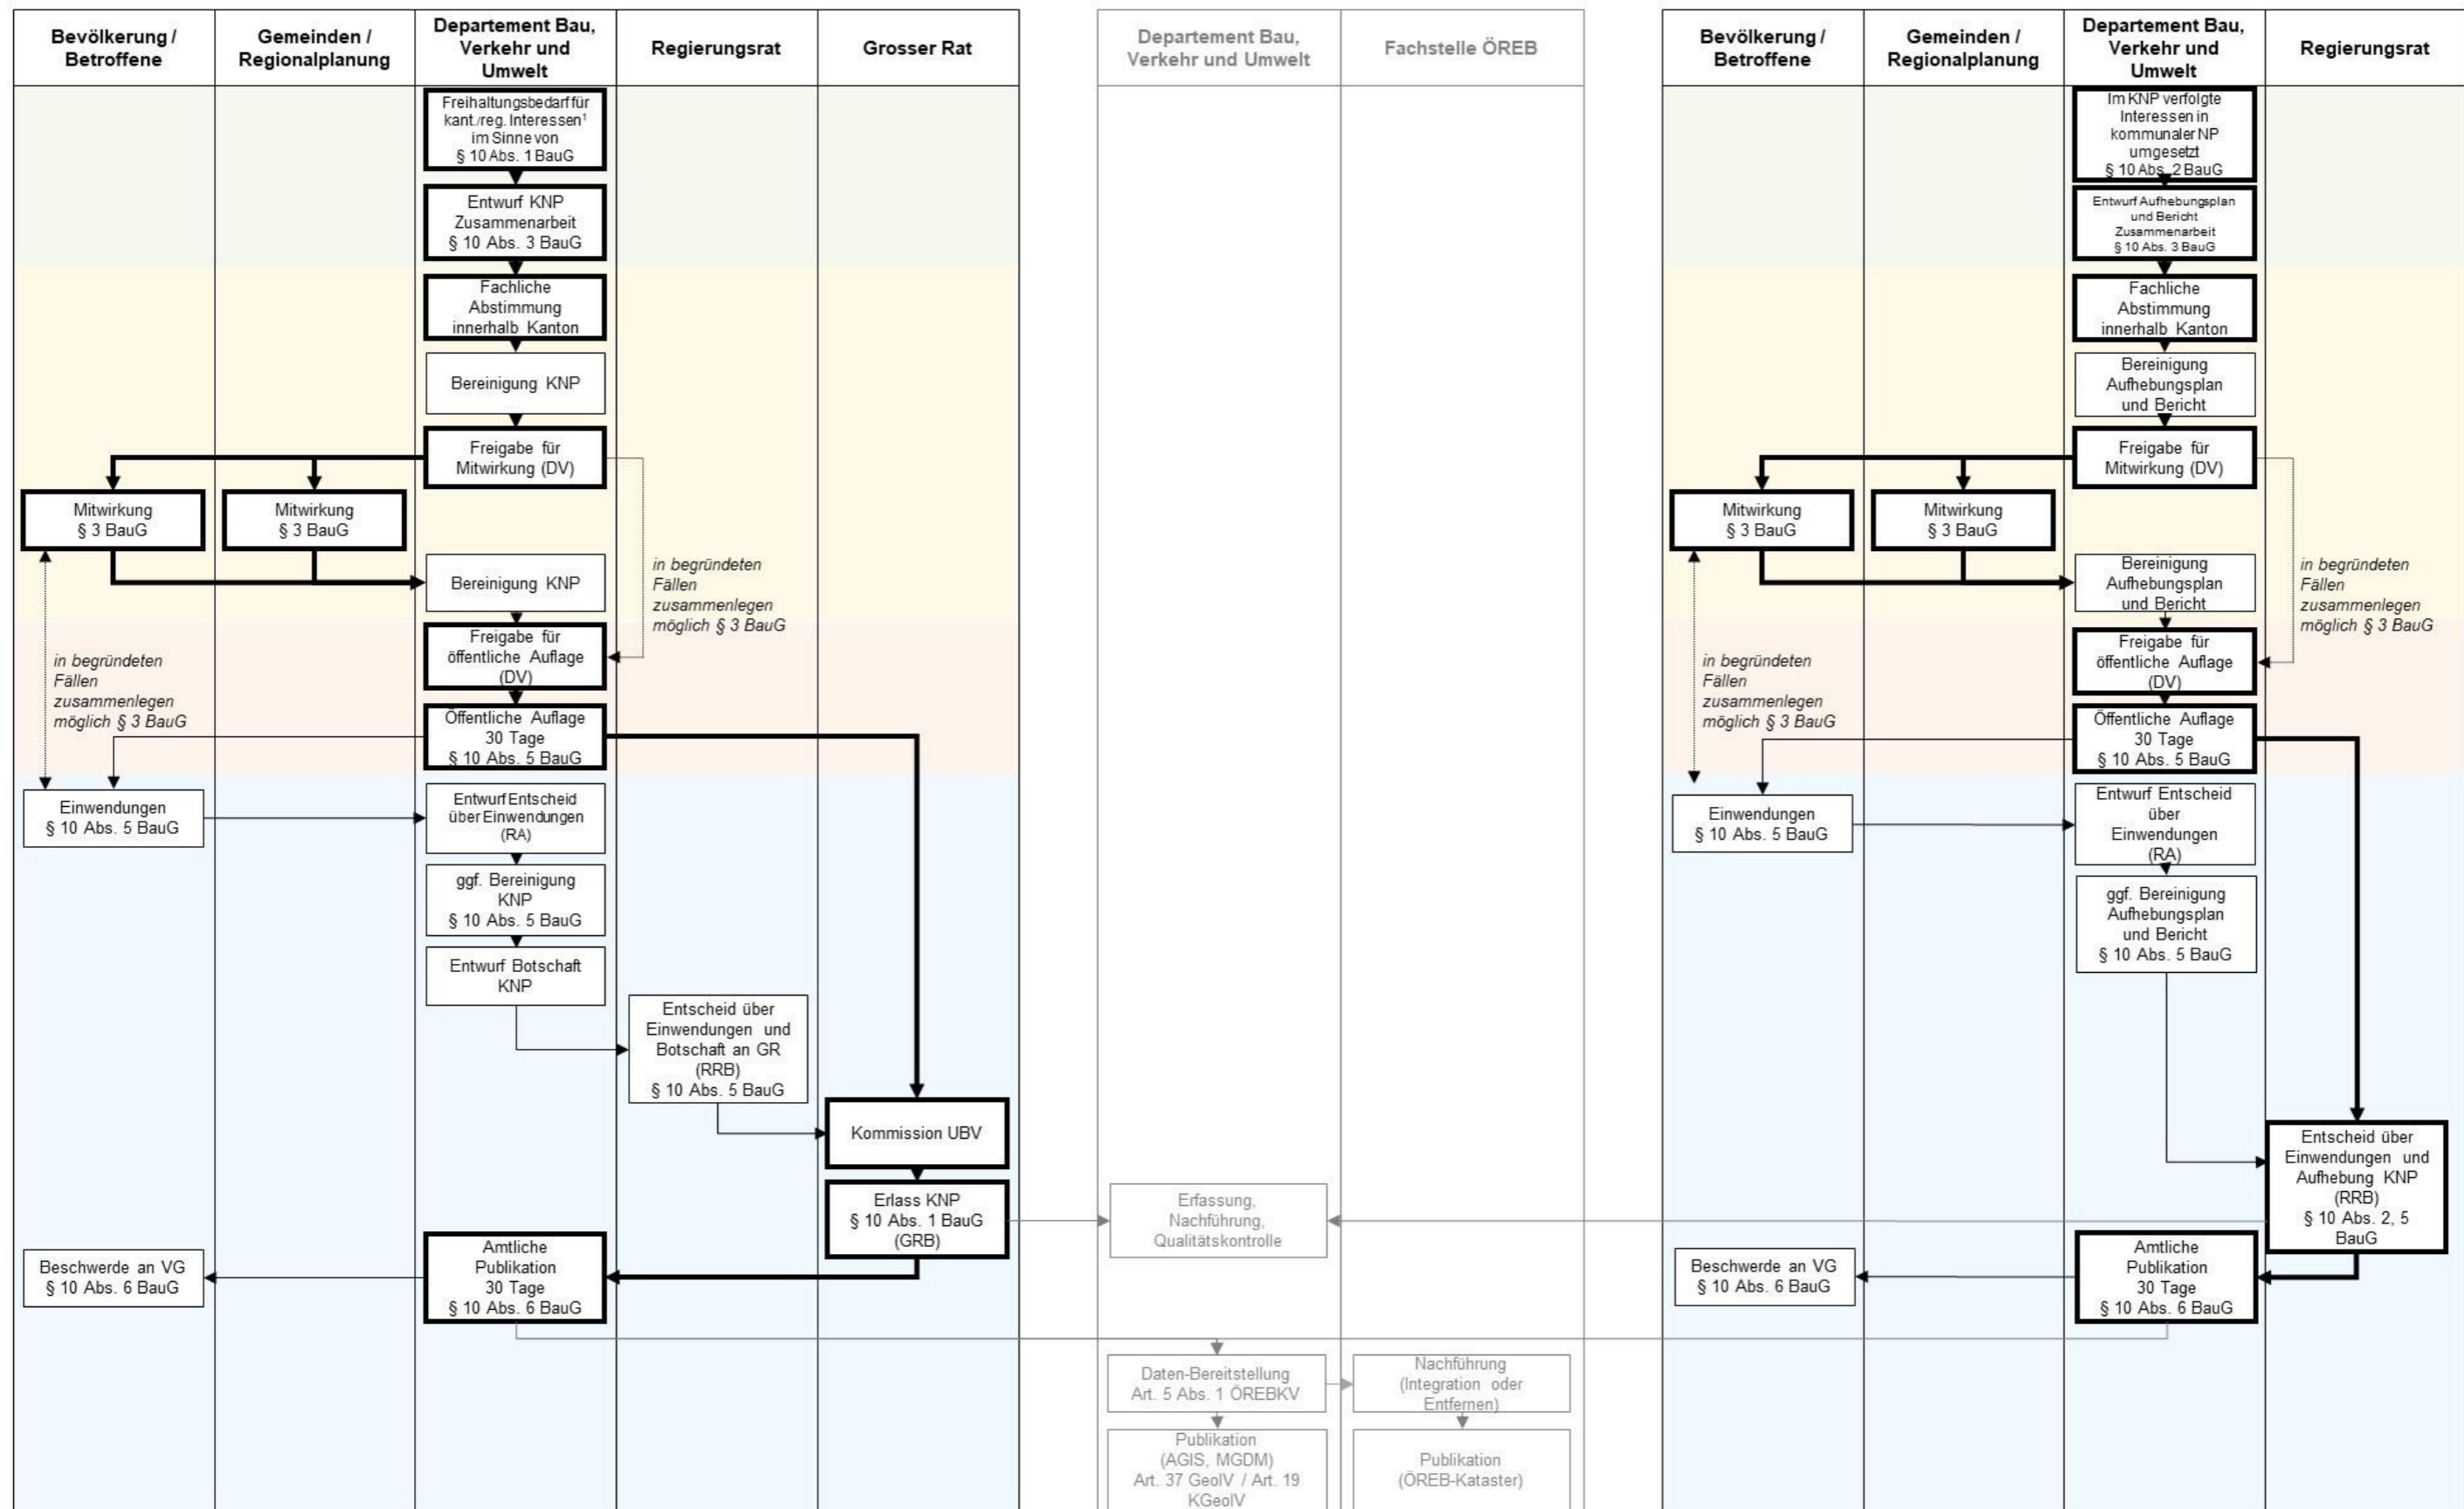 Bevölkerung /
Betroffene
Gemeinden /
Regionalplanung
Departement Bau,
Verkehr und
Umwelt
Regierungsrat
Grosser Rat
Freihaltungsbedarf für
kant./reg. Interessen¹
im Sinne von
§ 10 Abs. 1 BauG
Entwurf KNP
Zusammenarbeit
§ 10 Abs. 3 BauG
Fachliche
Abstimmung
innerhalb Kanton
Bereinigung KNP
Freigabe für
Mitwirkung (DV)
Mitwirkung
§ 3 BauG
Mitwirkung
§ 3 BauG
Bereinigung KNP
in begründeten
Fällen
zusammenlegen
möglich § 3 BauG
Freigabe für
öffentliche Auflage
(DV)
in begründeten
Fällen
zusammenlegen
möglich § 3 BauG
Öffentliche Auflage
30 Tage
§ 10 Abs. 5 BauG
Einwendungen
§ 10 Abs. 5 BauG
Entwurf Entscheid
über Einwendungen
(RA)
ggf. Bereinigung
KNP
§ 10 Abs. 5 BauG
Entwurf Botschaft
KNP
Entscheid über
Einwendungen und
Botschaft an GR
(RRB)
§ 10 Abs. 5 BauG
Kommission UBV
Erlass KNP
§ 10 Abs. 1 BauG
(GRB)
Amtliche
Publikation
30 Tage
§ 10 Abs. 6 BauG
Beschwerde an VG
§ 10 Abs. 6 BauG
Departement Bau,
Verkehr und Umwelt
Fachstelle ÖREB
Erfassung,
Nachführung,
Qualitätskontrolle
Daten-Bereitstellung
Art. 5 Abs. 1 ÖREBKV
Nachführung
(Integration oder
Entfernen)
Publikation
(AGIS, MGDM)
Art. 37 GeoIV / Art. 19
KGeoIV
Publikation
(ÖREB-Kataster)
Bevölkerung /
Betroffene
Gemeinden /
Regionalplanung
Departement Bau,
Verkehr und
Umwelt
Regierungsrat
Im KNP verfolgte
Interessen in
kommunaler NP
umgesetzt
§ 10 Abs. 2 BauG
Entwurf Aufhebungsplan
und Bericht
Zusammenarbeit
§ 10 Abs. 3 BauG
Fachliche
Abstimmung
innerhalb Kanton
Bereinigung
Aufhebungsplan
und Bericht
Freigabe für
Mitwirkung (DV)
Mitwirkung
§ 3 BauG
Mitwirkung
§ 3 BauG
Bereinigung
Aufhebungsplan
und Bericht
in begründeten
Fällen
zusammenlegen
möglich § 3 BauG
Freigabe für
öffentliche Auflage
(DV)
in begründeten
Fällen
zusammenlegen
möglich § 3 BauG
Öffentliche Auflage
30 Tage
§ 10 Abs. 5 BauG
Einwendungen
§ 10 Abs. 5 BauG
Entwurf Entscheid
über
Einwendungen
(RA)
ggf. Bereinigung
Aufhebungsplan
und Bericht
§ 10 Abs. 5 BauG
Entscheid über
Einwendungen und
Aufhebung KNP
(RRB)
§ 10 Abs. 2, 5
BauG
Amtliche
Publikation
30 Tage
§ 10 Abs. 6 BauG
Beschwerde an VG
§ 10 Abs. 6 BauG